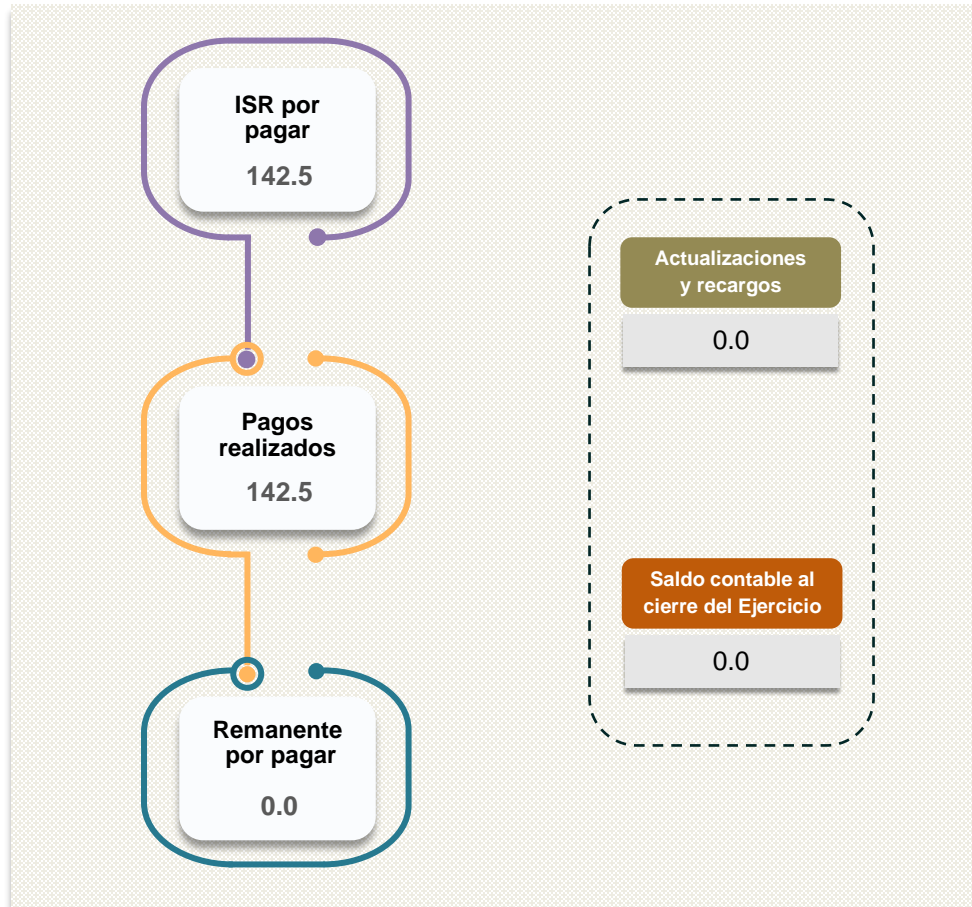 ISR por
pagar
142.5
Pagos
realizados
142.5
Remanente
por pagar
0.0
Actualizaciones
y recargos
0.0
Saldo contable al
cierre del Ejercicio
0.0